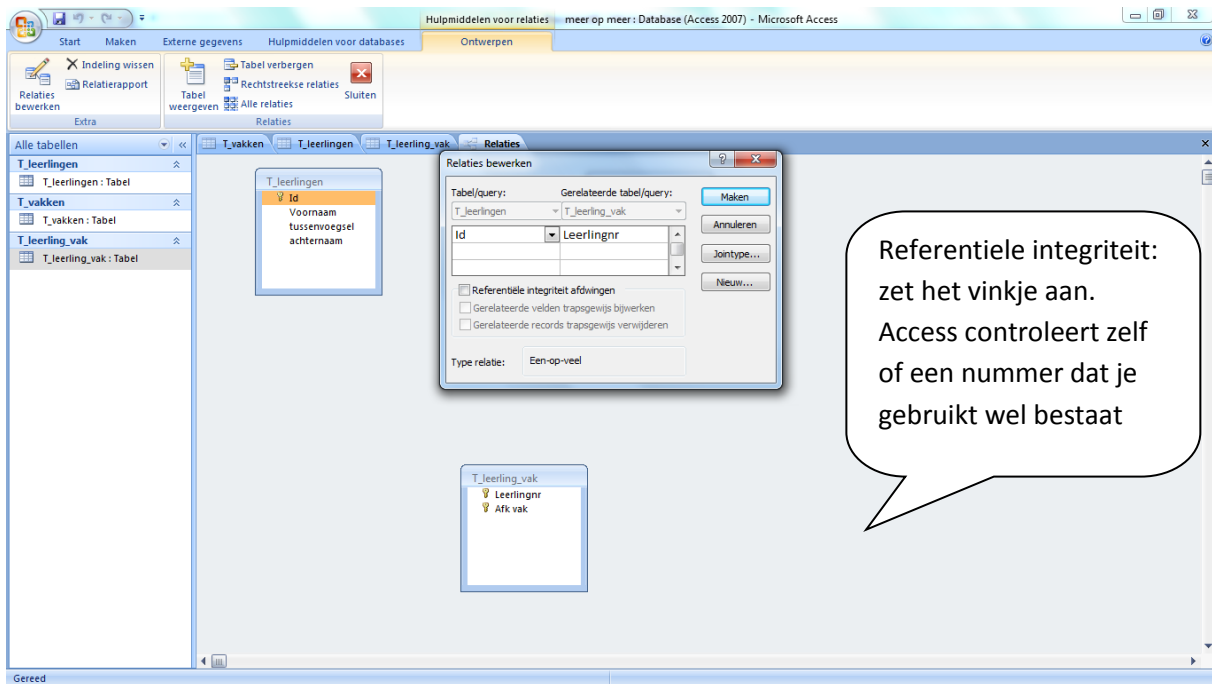 Hulpmiddelen voor relaties meer op meer : Database (Access 2007) - Microsoft Access
Start Maken Externe gegevens Hulpmiddelen voor databases Ontwerpen
Relaties bewerken
Indeling wissen
Relatierapport
Extra
Tabel weergeven
Tabel verbergen
Rechtstreekse relaties
Alle relaties
Sluiten
Relaties
Alle tabellen
T_leerlingen
T_leerlingen : Tabel
T_vakken
T_vakken : Tabel
T_leerling_vak
T_leerling_vak : Tabel
T_vakken T_leerlingen T_leerling_vak Relaties
T_leerlingen
Id
Voornaam
tussenvoegsel
achternaam
Relaties bewerken
Tabel/query: Gerelateerde tabel/query:
T_leerlingen T_leerling_vak
Id Leerlingnr
Referentiële integriteit afdwingen
Gerelateerde velden trapsgewijs bijwerken
Gerelateerde records trapsgewijs verwijderen
Type relatie: Een-op-veel
Maken
Annuleren
Jointype...
Nieuw...
T_leerling_vak
Leerlingnr
Afk vak
Referentiele integriteit:
zet het vinkje aan.
Access controleert zelf
of een nummer dat je
gebruikt wel bestaat
Gereed